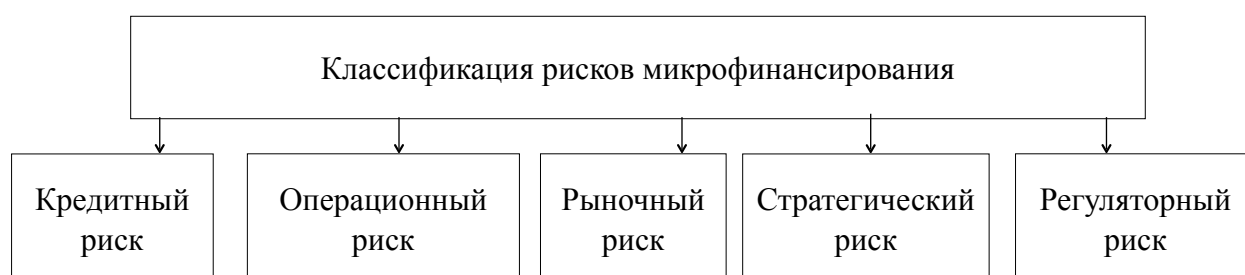 Классификация рисков микрофинансирования
Кредитный
риск
Операционный
риск
Рыночный
риск
Стратегический
риск
Регуляторный
риск